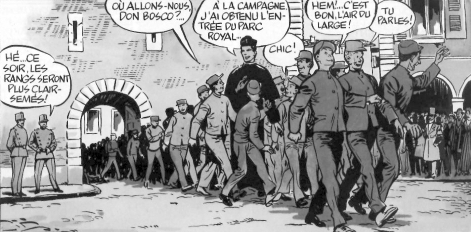 HÉ...CE
SOIR, LES
RANGS SERONT
PLUS CLAIR-
SEMÉS!
OÙ ALLONS-NOUS,
DON BOSCO?...
À LA CAMPAGNE
J'AI OBTENU L'EN-
TRÉE DU PARC
ROYAL.
CHIC!
HEM!...C'EST
BON, L'AIR DU
LARGE!
TU
PARLES!